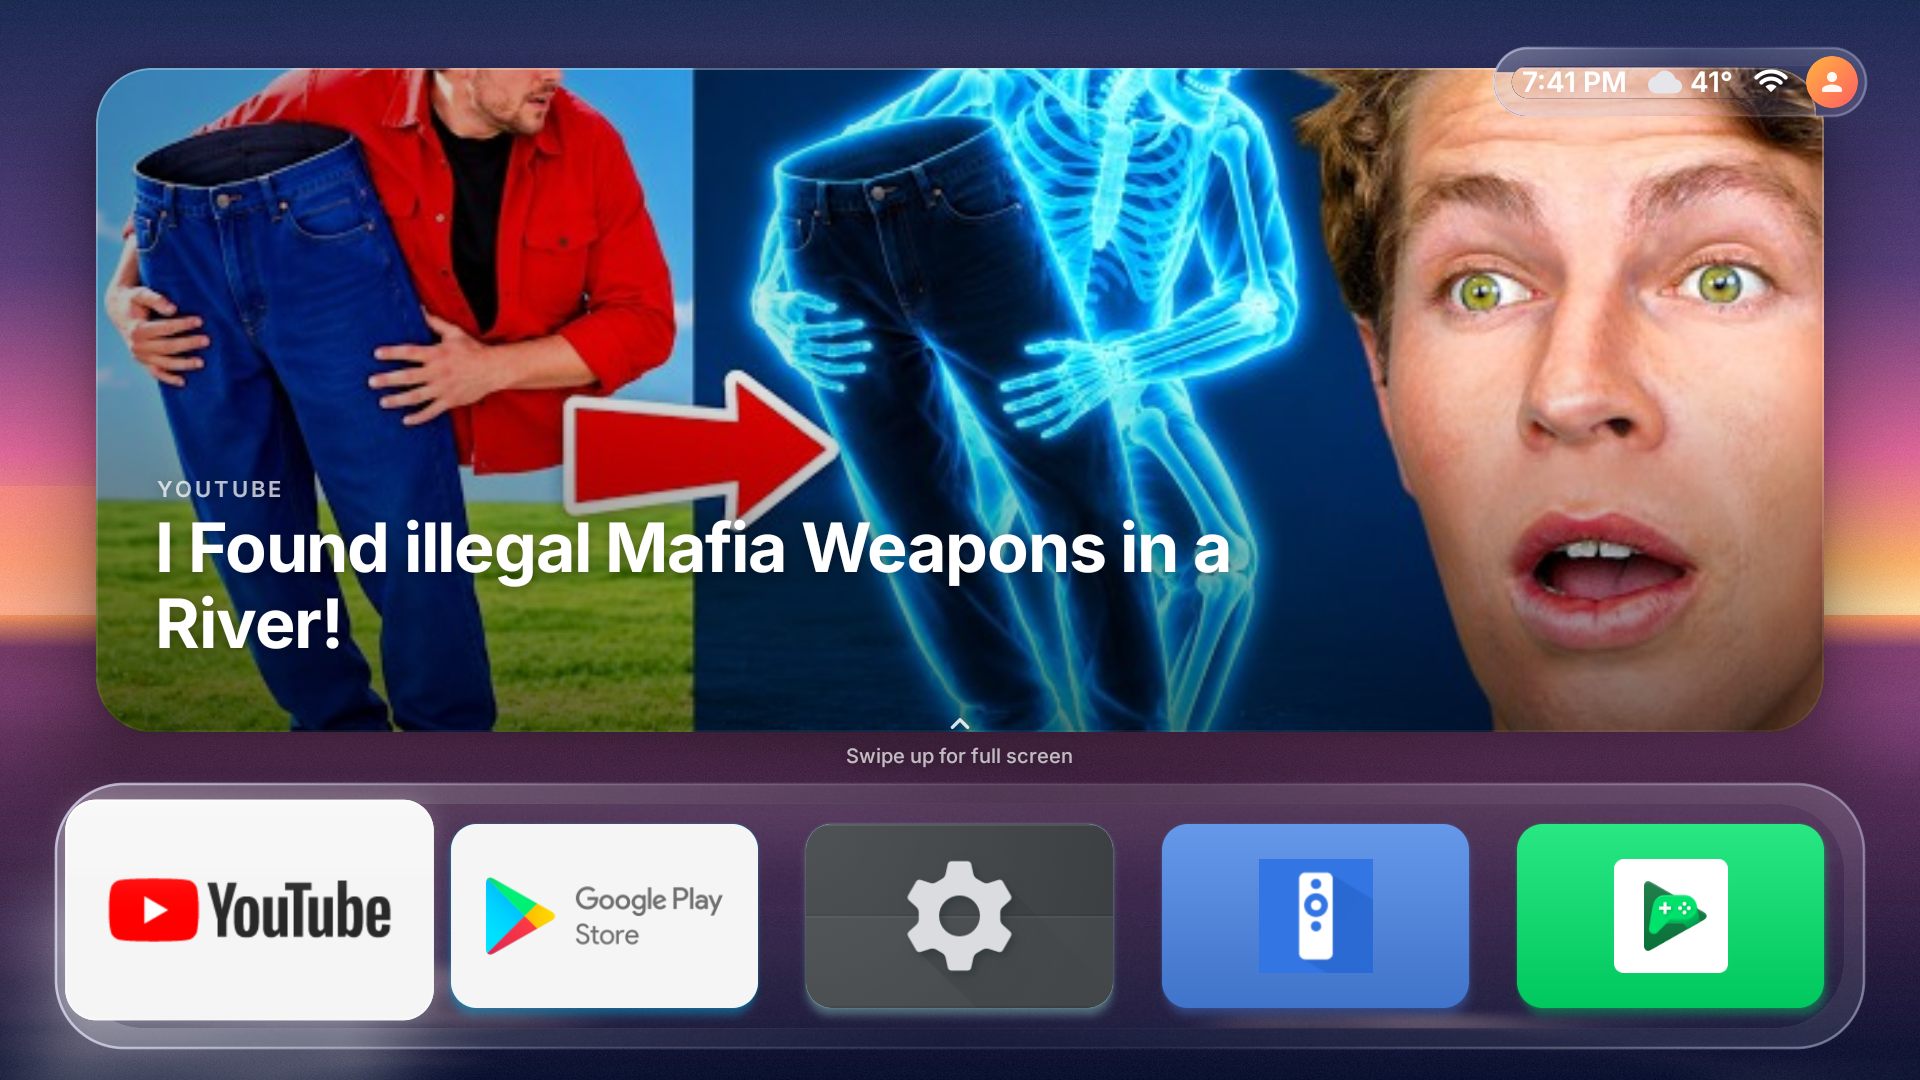 7:41 PM 41°
YOUTUBE
I Found illegal Mafia Weapons in a
River!
Swipe up for full screen
YouTube
Google Play
Store